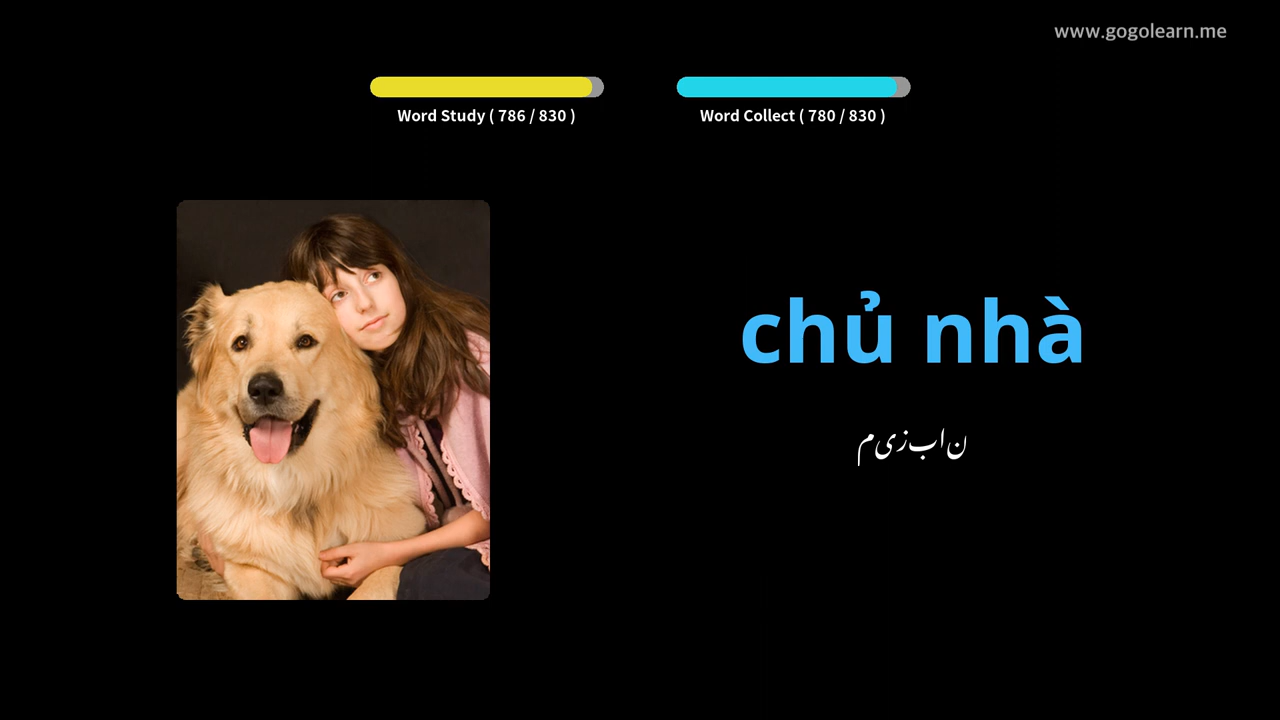 www.gogolearn.me
Word Study ( 786 / 830 )
Word Collect ( 780 / 830 )
chủ nhà
میزبان